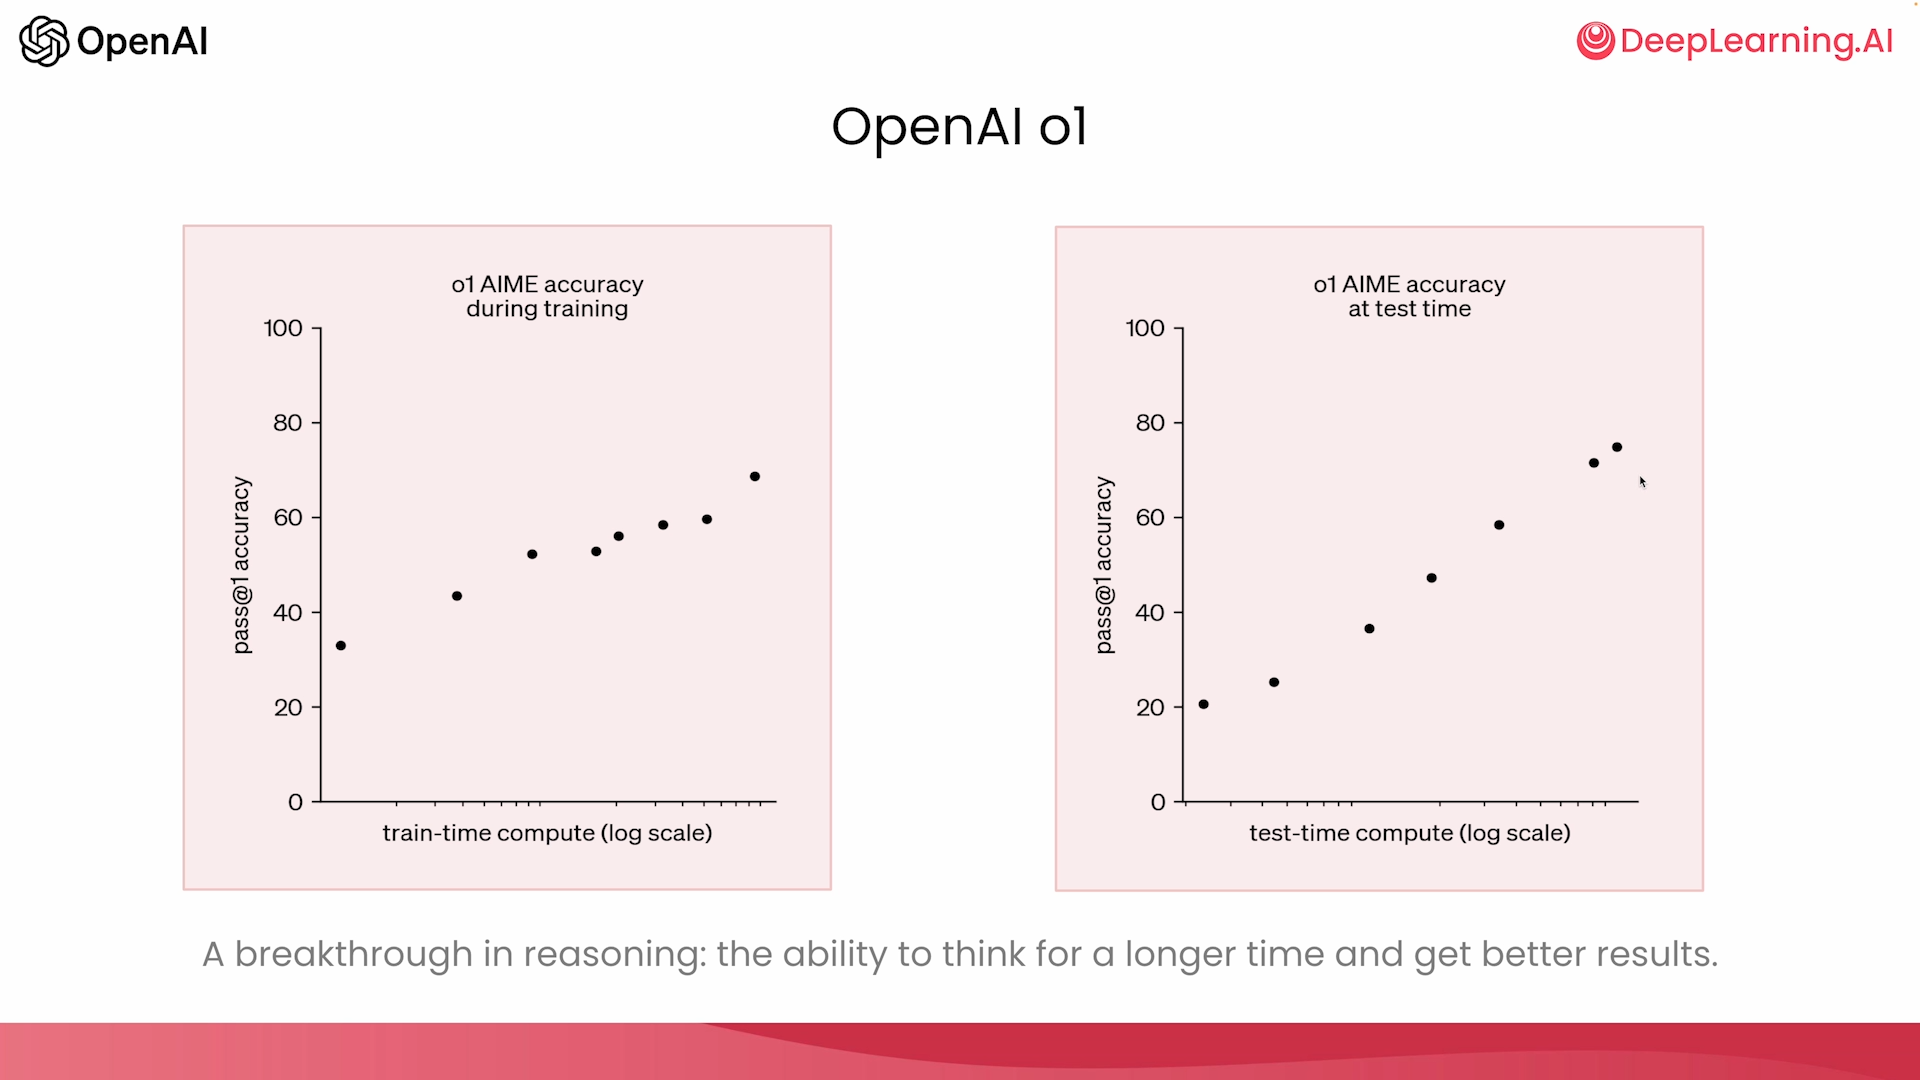 OpenAI
DeepLearning.AI
OpenAI o1
o1 AIME accuracy
during training
100
80
60
40
20
0
pass@1 accuracy
train-time compute (log scale)
o1 AIME accuracy
at test time
100
80
60
40
20
0
pass@1 accuracy
test-time compute (log scale)
A breakthrough in reasoning: the ability to think for a longer time and get better results.